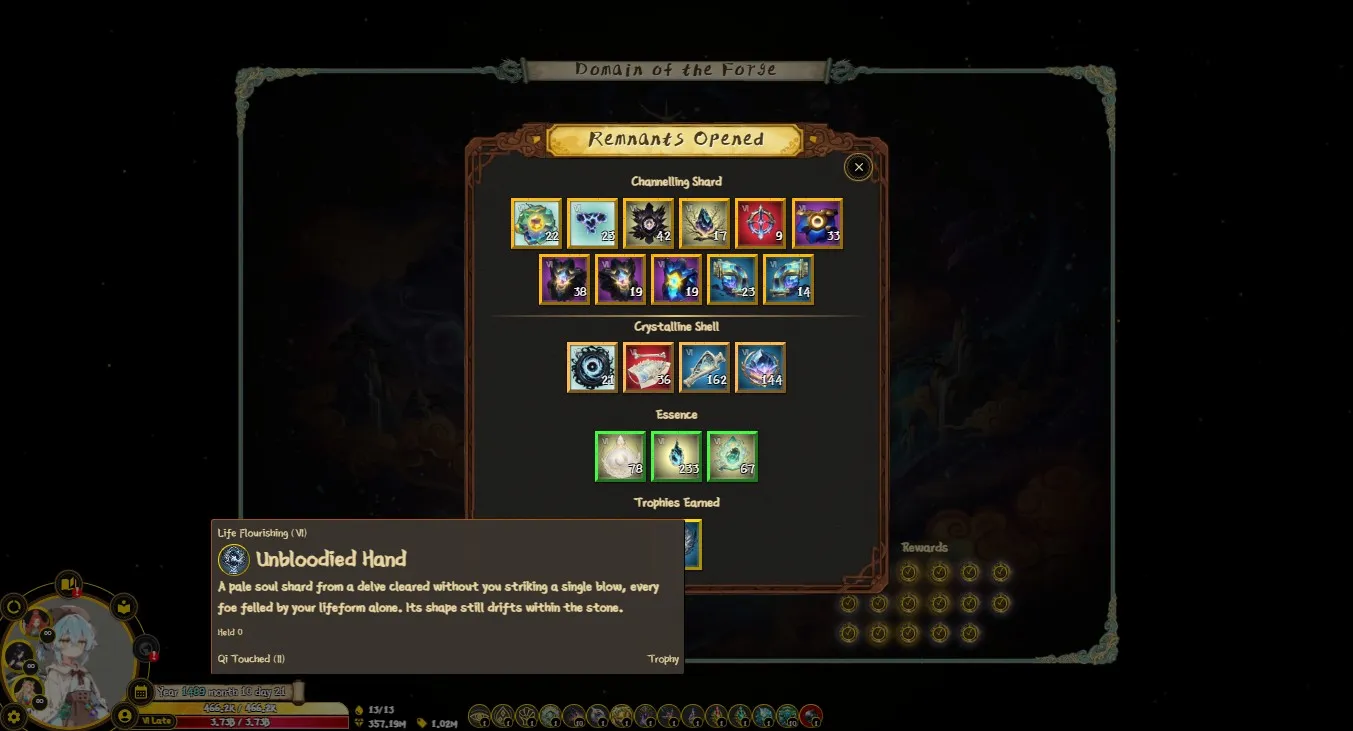 Domain of the Forge
Remnants Opened
Channelling Shard
22 23 42 17 9 33
38 19 19 23 14
Crystalline Shell
21 36 162 144
Essence
78 233 67
Trophies Earned
Life Flourishing (VI)
Unbloodied Hand
A pale soul shard from a delve cleared without you striking a single blow, every
foe felled by your lifeform alone. Its shape still drifts within the stone.
Held 0
Qi Touched (II)
Trophy
Rewards
Year 1483 month 10 day 21
466.2K / 466.2K
3.73B / 3.73B
VI Late
13/13
357.19M
1.02M